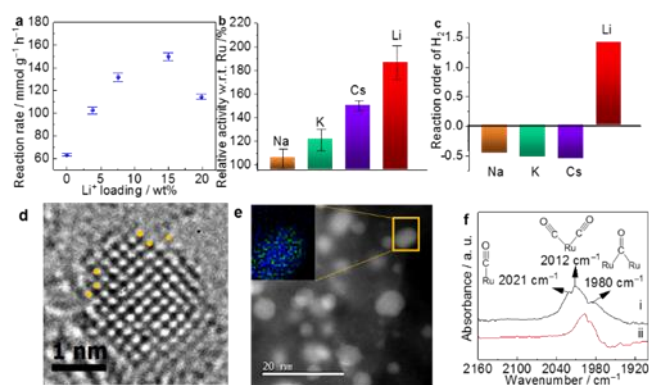 a
Reaction rate / mmol g⁻¹ h⁻¹
160
140
120
100
80
60
0 5 10 15 20
Li⁺ loading / wt%
b
Relative activity w.r.t. Ru /%
200
180
160
140
120
100
Na
K
Cs
Li
c
Reaction order of H₂
1.5
1.0
0.5
0.0
-0.5
Li
Na K Cs
d
1 nm
e
20 nm
f
Absorbance / a. u.
O
C
Ru
O O
C C
Ru
O
C
Ru Ru
2012 cm⁻¹
2021 cm⁻¹
1980 cm⁻¹
i
ii
2160 2100 2040 1980 1920
Wavenumber / cm⁻¹